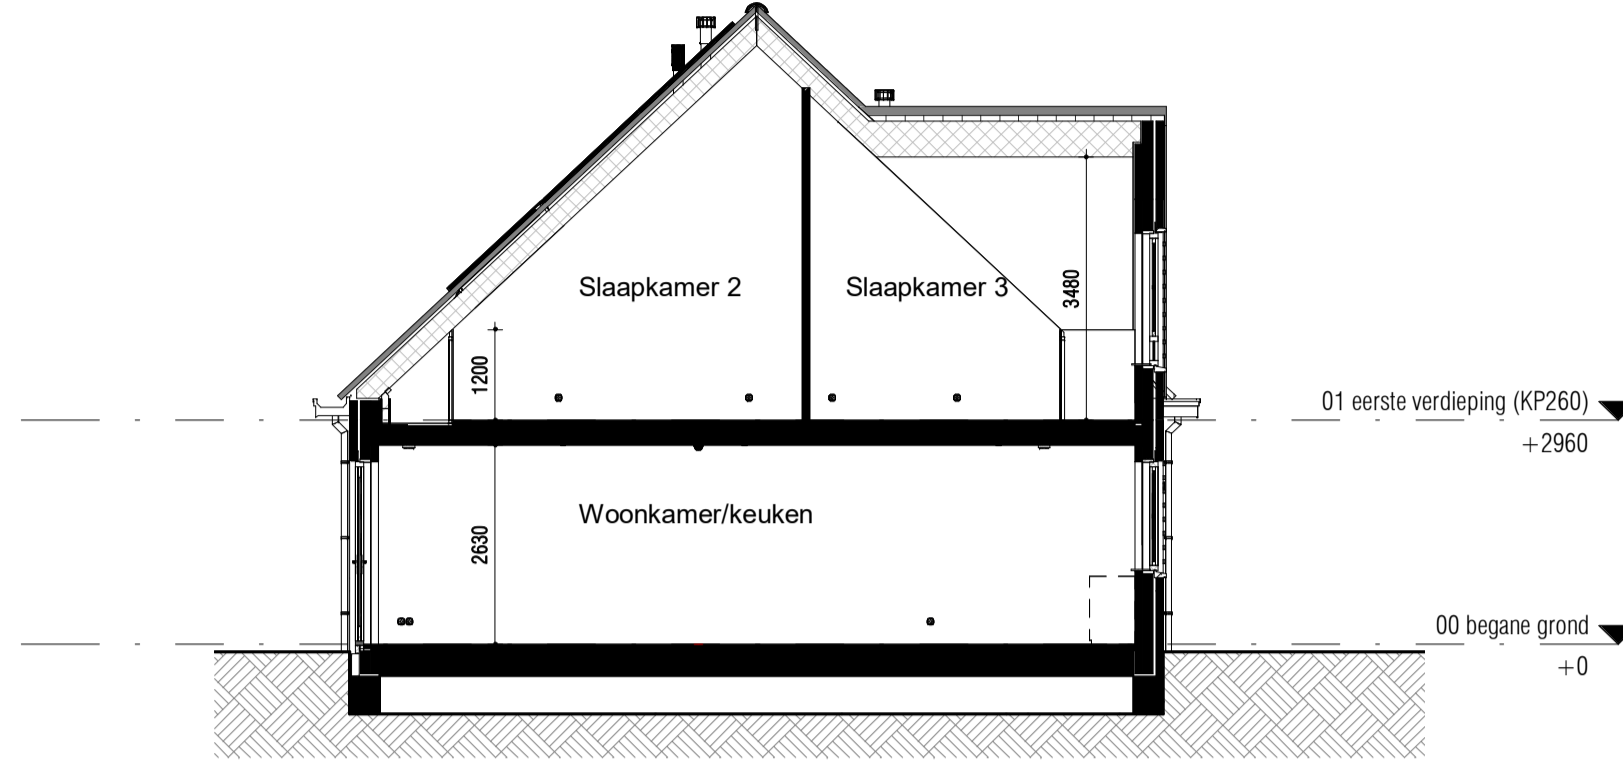 Slaapkamer 2
Slaapkamer 3
3480
1200
01 eerste verdieping (KP260)
+2960
Woonkamer/keuken
2630
00 begane grond
+0